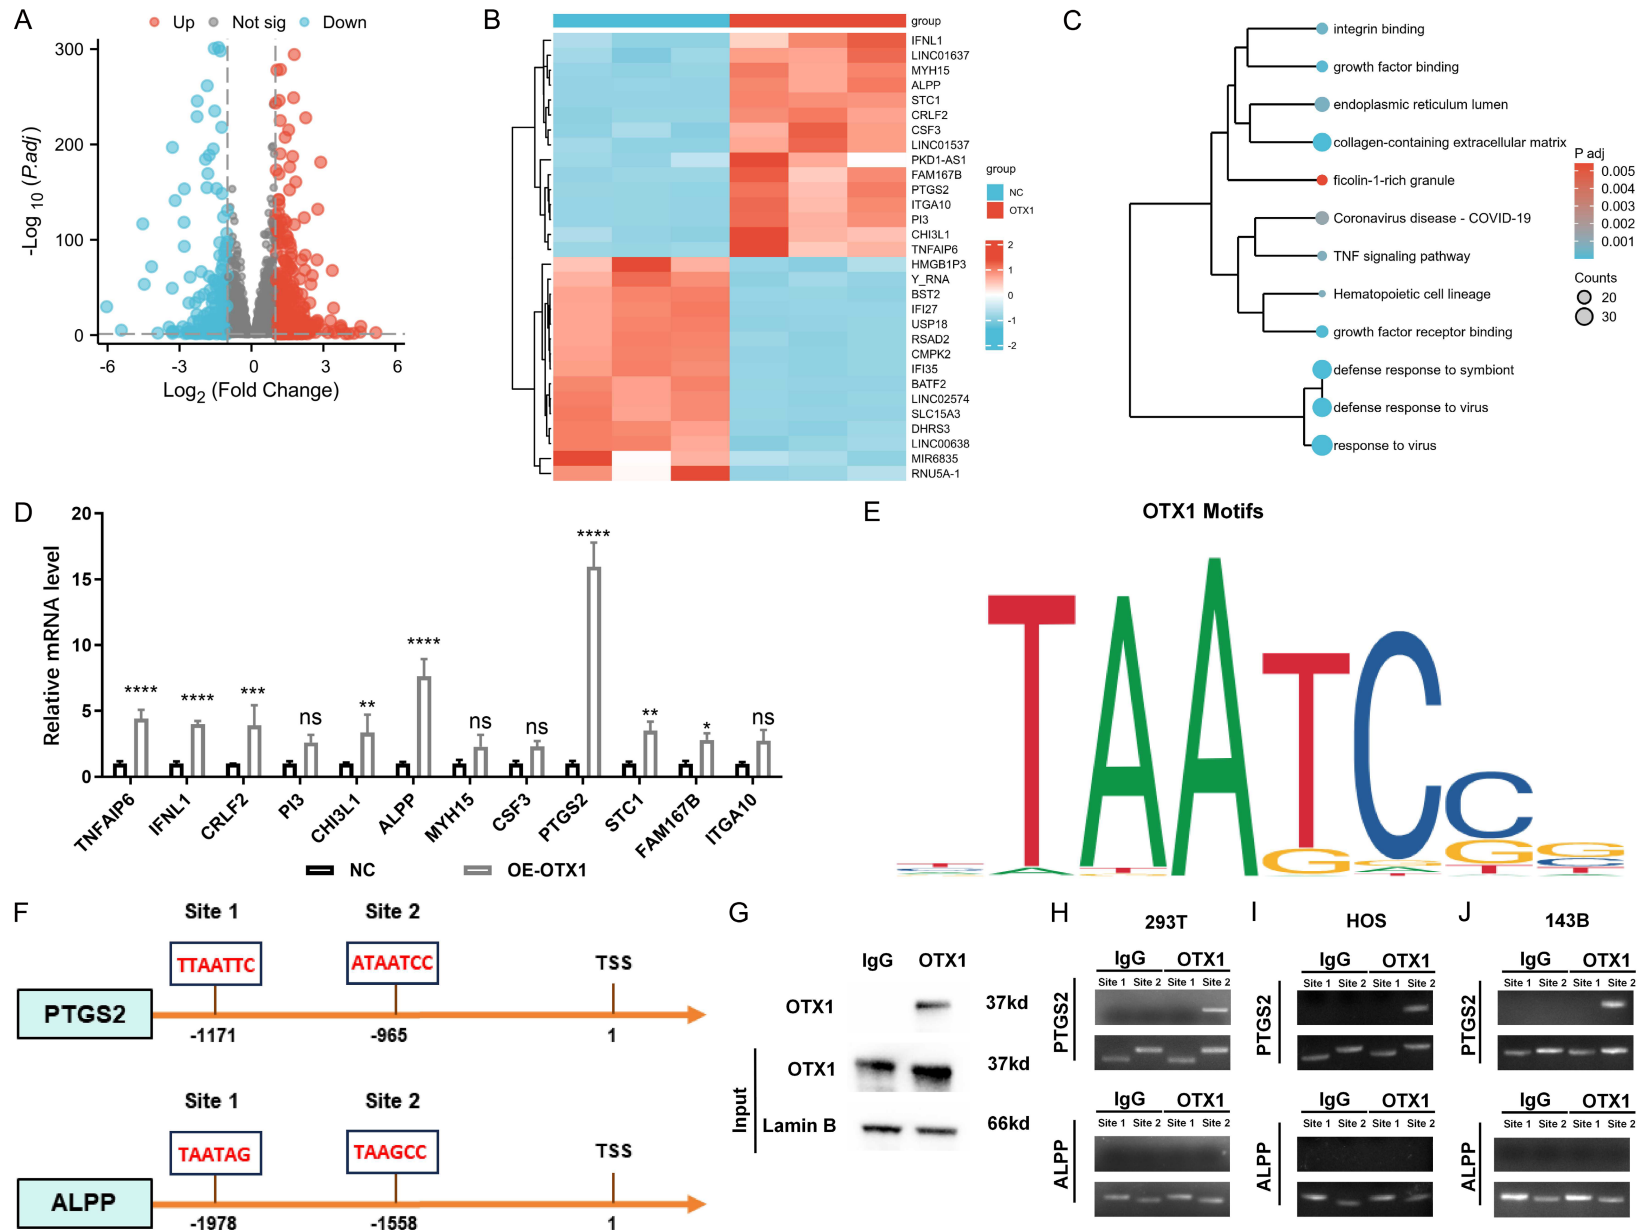 A
Up
Not sig
Down
-Log 10 (P.adj)
300
200
100
0
-6
-3
0
3
6
Log2 (Fold Change)
B
group
IFNL1
LINC01637
MYH15
ALPP
STC1
CRLF2
CSF3
LINC01537
PKD1-AS1
FAM167B
PTGS2
ITGA10
PI3
CHI3L1
TNFAIP6
HMGB1P3
Y_RNA
BST2
IFI27
USP18
RSAD2
CMPK2
IFI35
BATF2
LINC02574
SLC15A3
DHRS3
LINC00638
MIR6835
RNU5A-1
group
NC
OTX1
2
1
0
-1
-2
C
integrin binding
growth factor binding
endoplasmic reticulum lumen
collagen-containing extracellular matrix
ficolin-1-rich granule
Coronavirus disease - COVID-19
TNF signaling pathway
Hematopoietic cell lineage
growth factor receptor binding
defense response to symbiont
defense response to virus
response to virus
P adj
0.005
0.004
0.003
0.002
0.001
Counts
20
30
D
Relative mRNA level
20
15
10
5
0
**** **** *** ns ** **** ns ns **** ** * ns
TNFAIP6
IFNL1
CRLF2
PI3
CHI3L1
ALPP
MYH15
CSF3
PTGS2
STC1
FAM167B
ITGA10
NC
OE-OTX1
E
OTX1 Motifs
TAATCC
F
Site 1
Site 2
TTAATTC
ATAATCC
TSS
PTGS2
-1171
-965
1
Site 1
Site 2
TAATAG
TAAGCC
TSS
ALPP
-1978
-1558
1
G
IgG OTX1
OTX1
37kd
Input
OTX1
37kd
Lamin B
66kd
H
293T
IgG OTX1
Site 1 Site 2 Site 1 Site 2
PTGS2
IgG OTX1
Site 1 Site 2 Site 1 Site 2
ALPP
I
HOS
IgG OTX1
Site 1 Site 2 Site 1 Site 2
PTGS2
IgG OTX1
Site 1 Site 2 Site 1 Site 2
ALPP
J
143B
IgG OTX1
Site 1 Site 2 Site 1 Site 2
PTGS2
IgG OTX1
Site 1 Site 2 Site 1 Site 2
ALPP